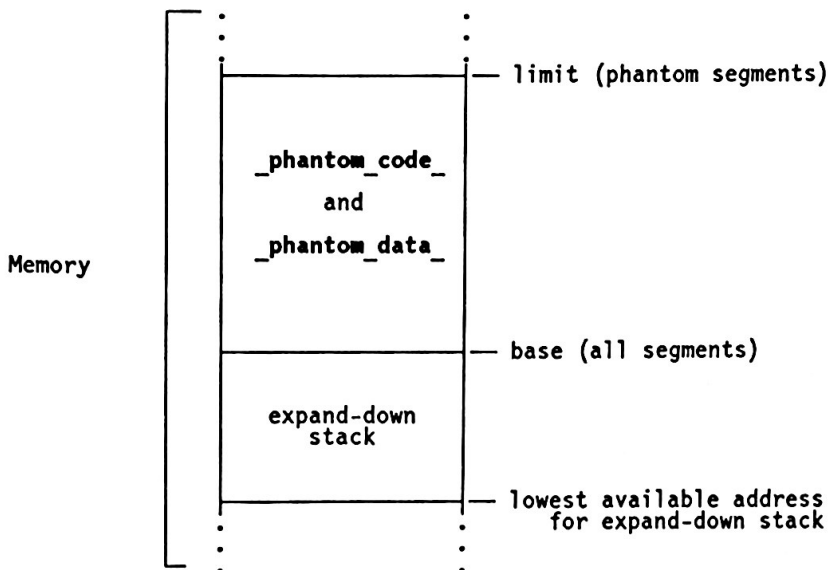 limit (phantom segments)
_phantom_code_
and
_phantom_data_
Memory
base (all segments)
expand-down
stack
lowest available address
for expand-down stack